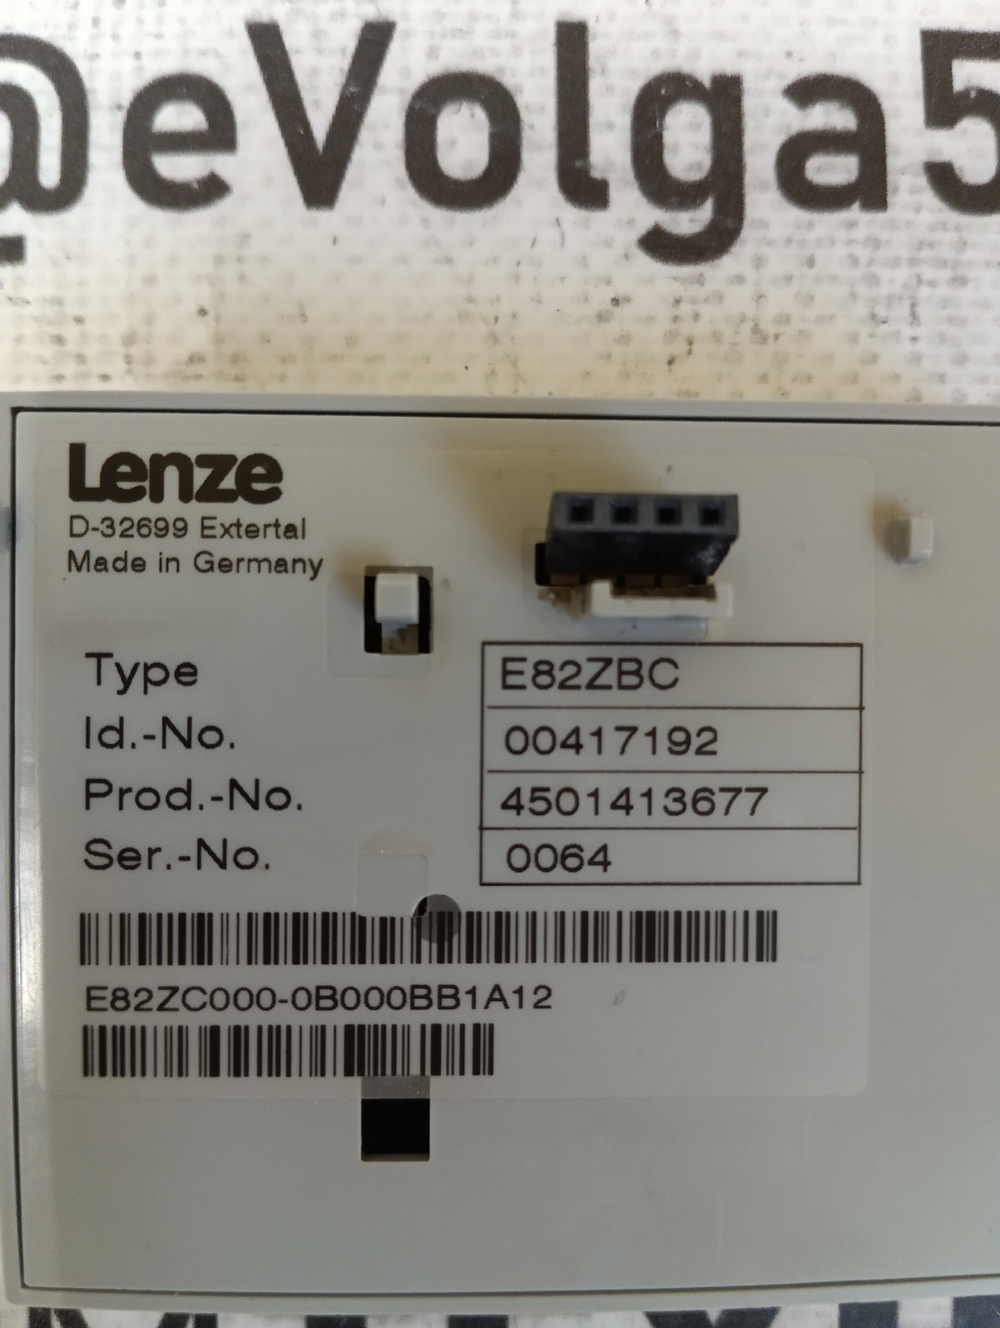 @eVolga5
Lenze
D-32699 Extertal
Made in Germany
Type E82ZBC
Id.-No. 00417192
Prod.-No. 4501413677
Ser.-No. 0064
E82ZC000-0B000BB1A12